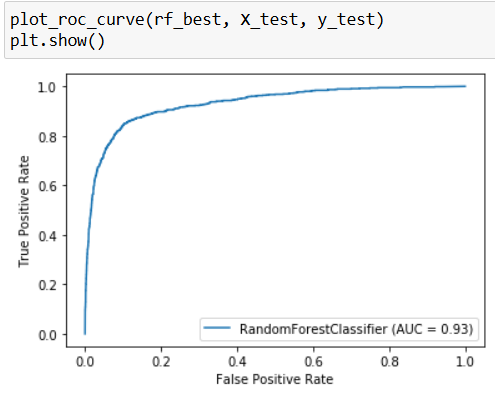 plot_roc_curve(rf_best, X_test, y_test)
plt.show()
1.0
0.8
0.6
0.4
0.2
0.0
True Positive Rate
RandomForestClassifier (AUC = 0.93)
0.0 0.2 0.4 0.6 0.8 1.0
False Positive Rate